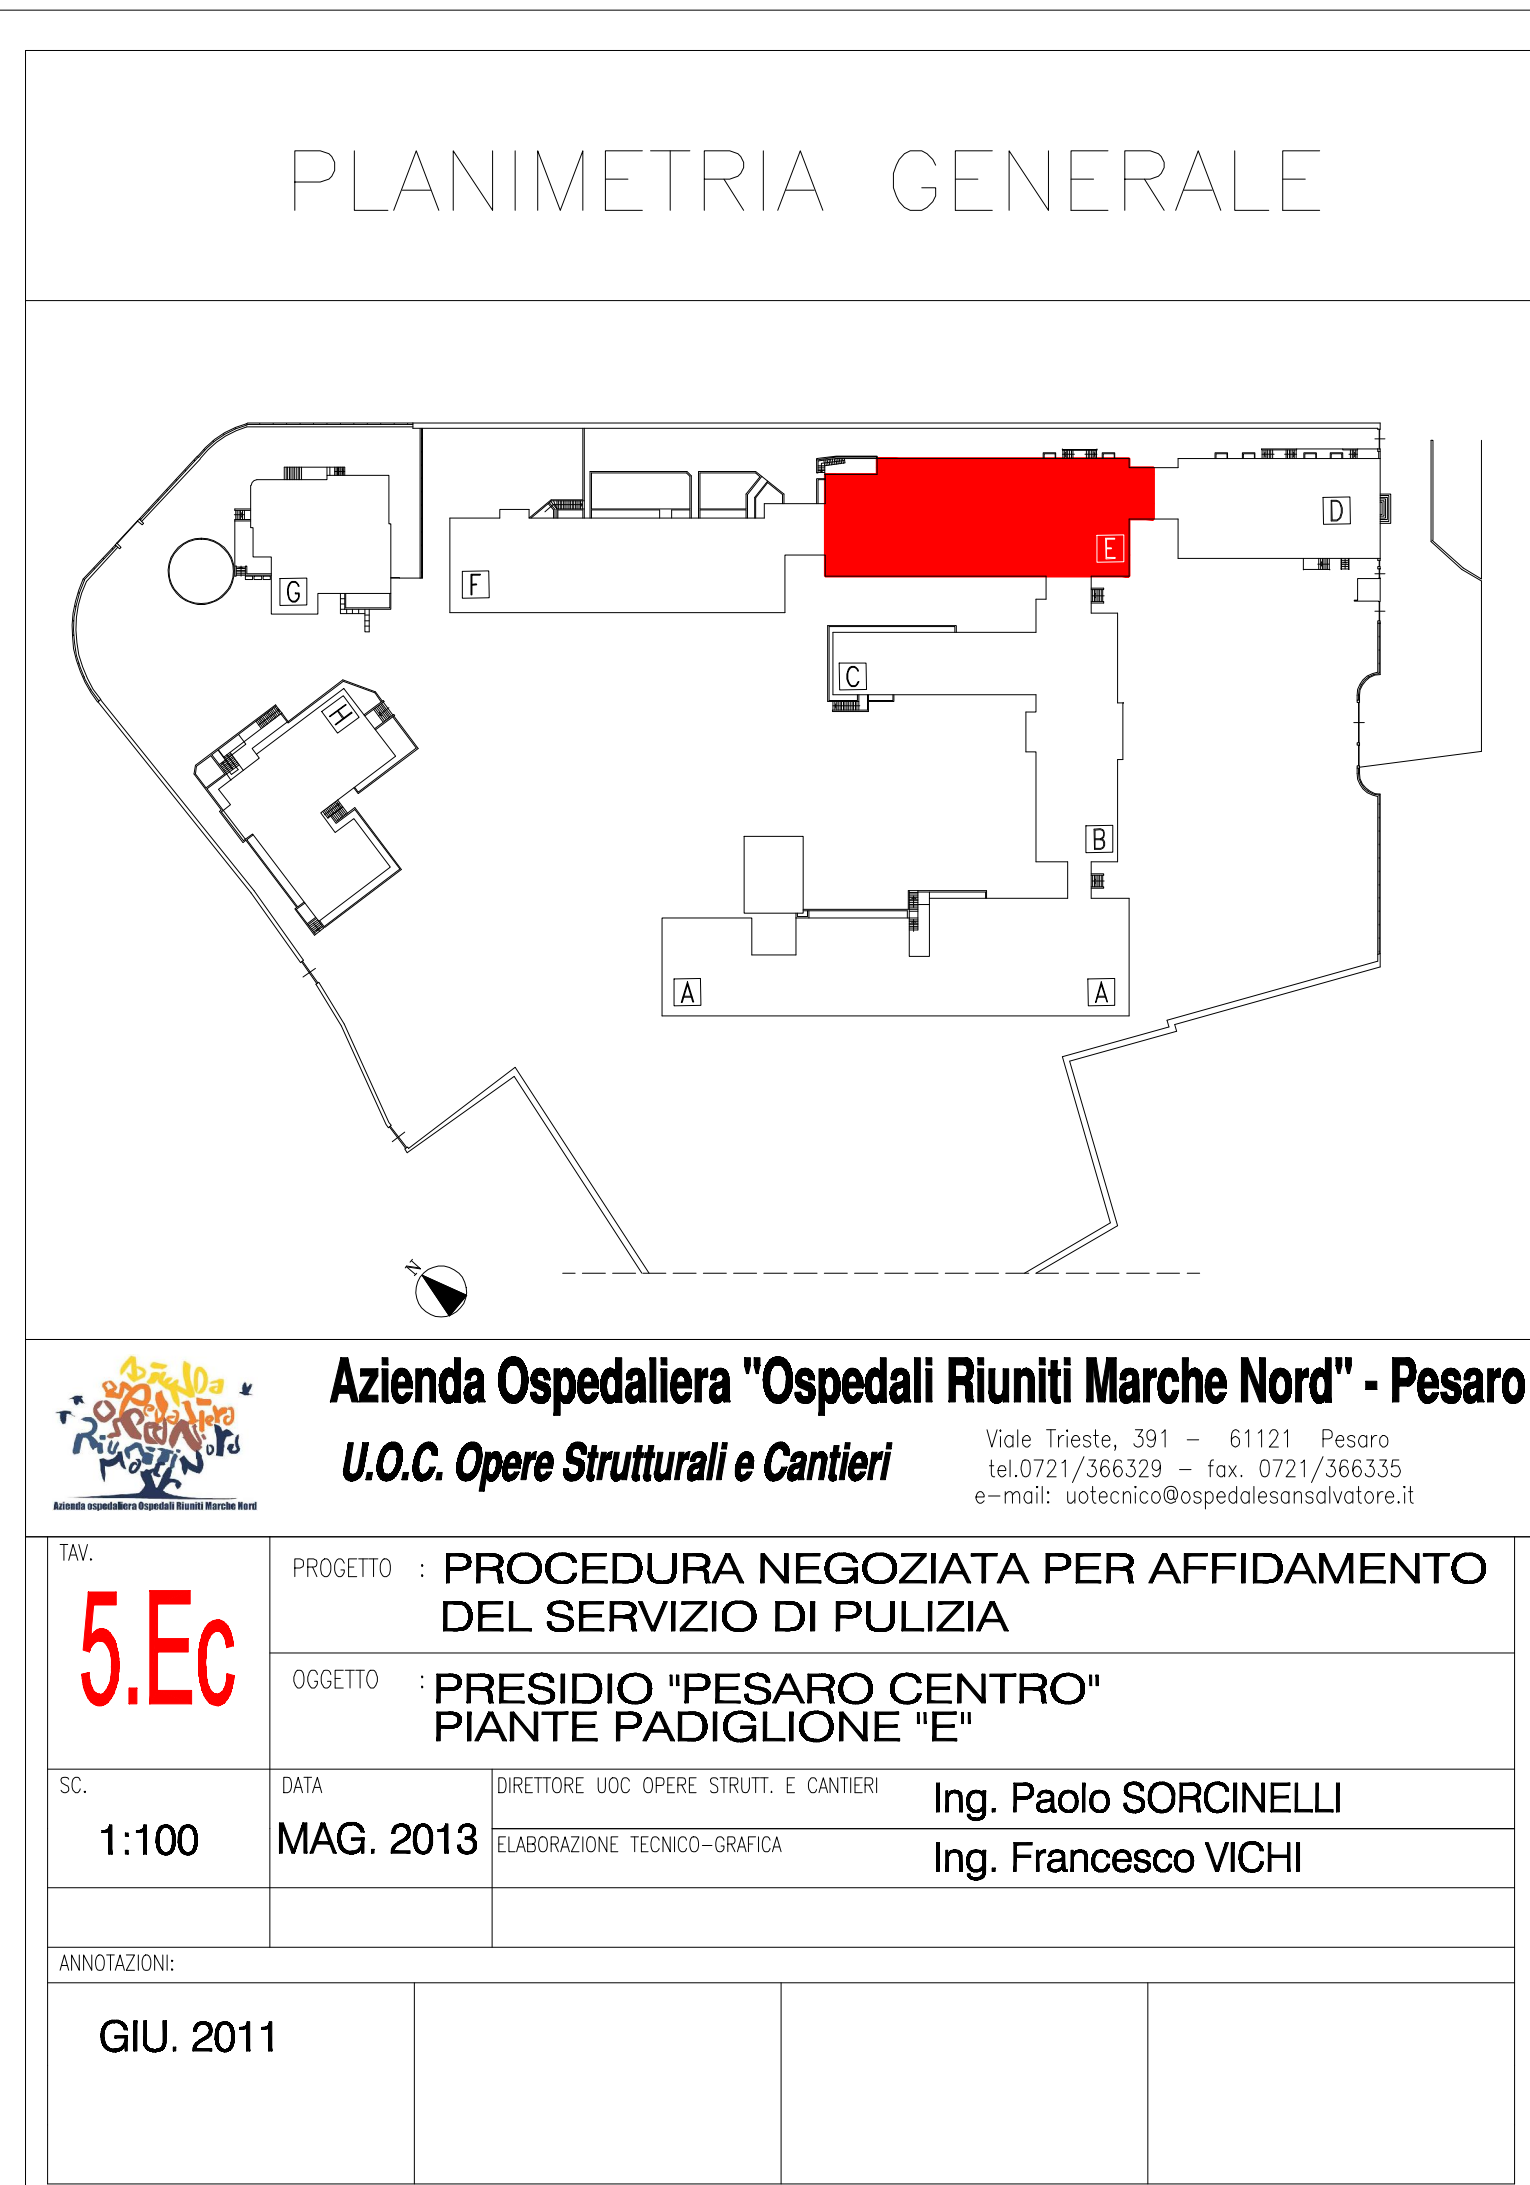 PLANIMETRIA GENERALE
E
D
F
G
C
H
B
A
A
N
Azienda Ospedaliera "Ospedali Riuniti Marche Nord" - Pesaro
U.O.C. Opere Strutturali e Cantieri
Viale Trieste, 391 – 61121 Pesaro
tel.0721/366329 – fax. 0721/366335
e–mail: uotecnico@ospedalesansalvatore.it
Azienda ospedaliera Ospedali Riuniti Marche Nord
TAV.
5.Ec
PROGETTO : PROCEDURA NEGOZIATA PER AFFIDAMENTO
DEL SERVIZIO DI PULIZIA
OGGETTO : PRESIDIO "PESARO CENTRO"
PIANTE PADIGLIONE "E"
SC.
1:100
DATA
MAG. 2013
DIRETTORE UOC OPERE STRUTT. E CANTIERI Ing. Paolo SORCINELLI
ELABORAZIONE TECNICO–GRAFICA Ing. Francesco VICHI
ANNOTAZIONI:
GIU. 2011